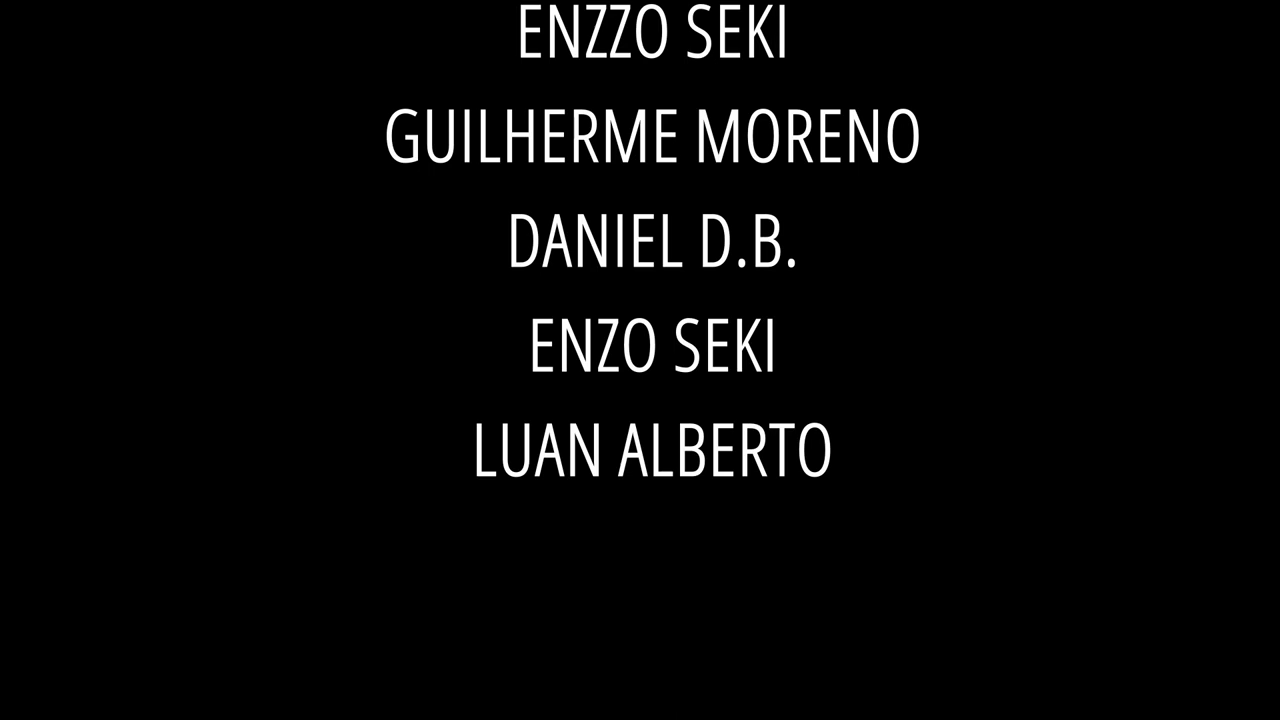 ENZZO SEKI
GUILHERME MORENO
DANIEL D.B.
ENZO SEKI
LUAN ALBERTO